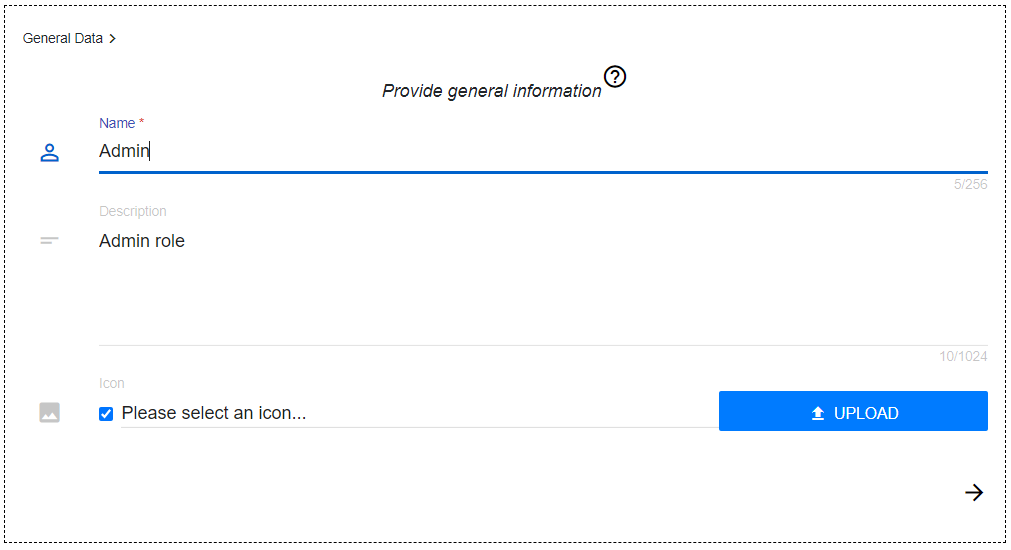 General Data >
Provide general information ?
Name *
Admin
5/256
Description
Admin role
10/1024
Icon
Please select an icon... UPLOAD